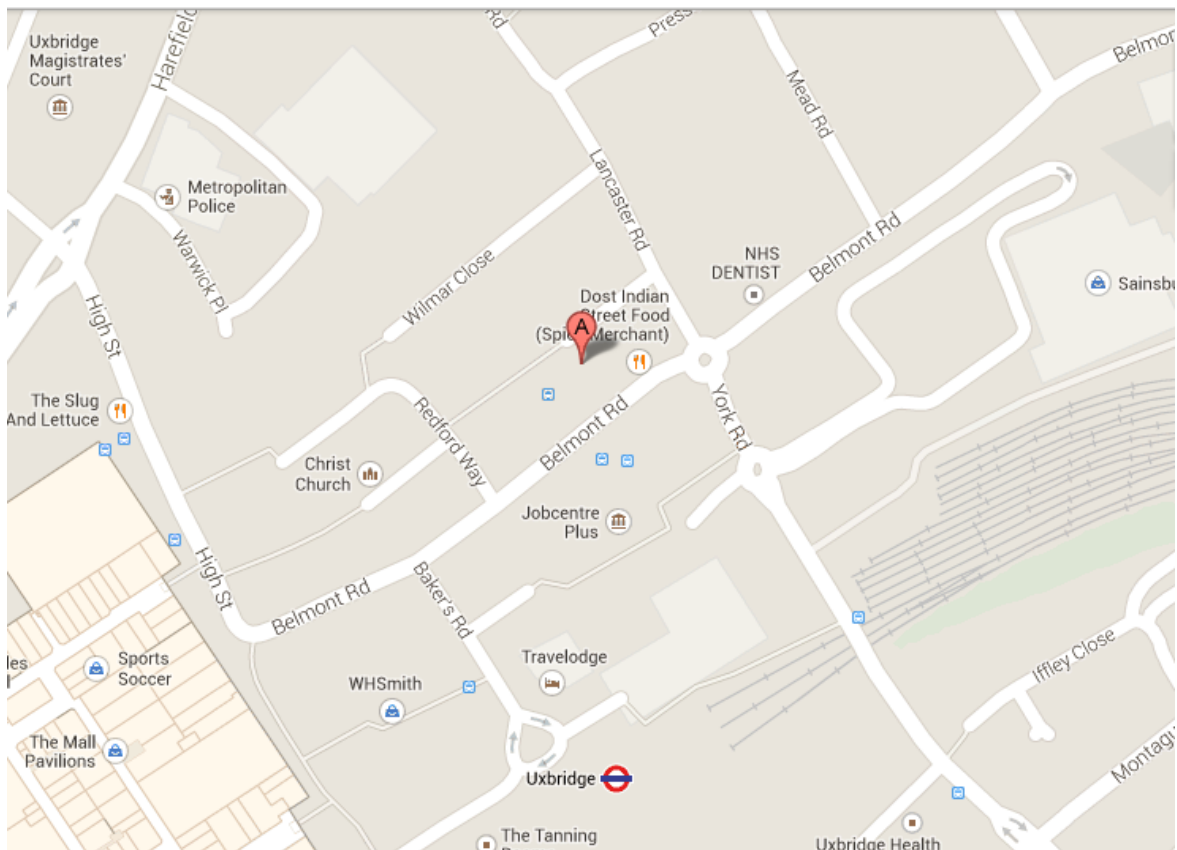 Rd
Press
Belmor
Uxbridge
Magistrates'
Court
Harefield
Mead Rd
Metropolitan
Police
Lancaster Rd
Warwick Pl
Belmont Rd
NHS
DENTIST
Wilmar Close
Sainsbu
High St
Dost Indian
Street Food
(Spice Merchant)
A
The Slug
And Lettuce
Redford Way
Belmont Rd
York Rd
Christ
Church
Jobcentre
Plus
High St
Belmont Rd
Baker's Rd
Sports
Soccer
les
Travelodge
WHSmith
Iffley Close
The Mall
Pavilions
Montagu
Uxbridge
The Tanning
Uxbridge Health